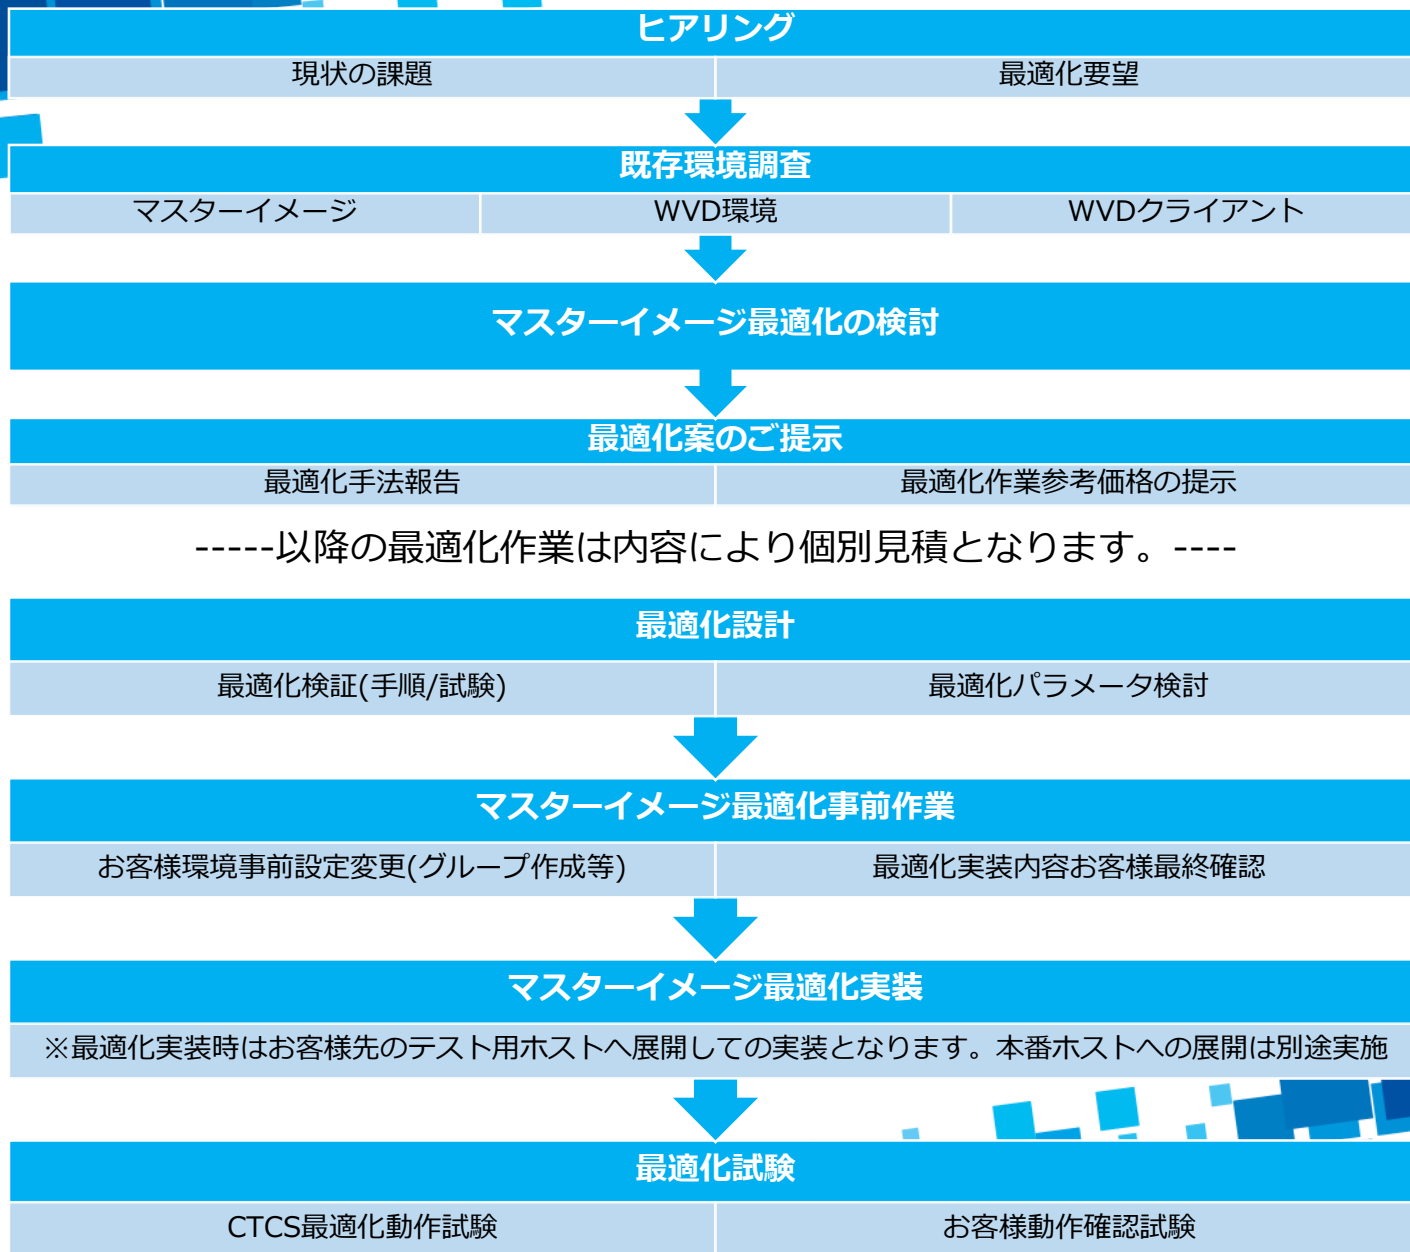 ヒアリング
現状の課題 最適化要望
既存環境調査
マスターイメージ WVD環境 WVDクライアント
マスターイメージ最適化の検討
最適化案のご提示
最適化手法報告 最適化作業参考価格の提示
-----以降の最適化作業は内容により個別見積となります。----
最適化設計
最適化検証(手順/試験) 最適化パラメータ検討
マスターイメージ最適化事前作業
お客様環境事前設定変更(グループ作成等) 最適化実装内容お客様最終確認
マスターイメージ最適化実装
※最適化実装時はお客様先のテスト用ホストへ展開しての実装となります。本番ホストへの展開は別途実施
最適化試験
CTCS最適化動作試験 お客様動作確認試験